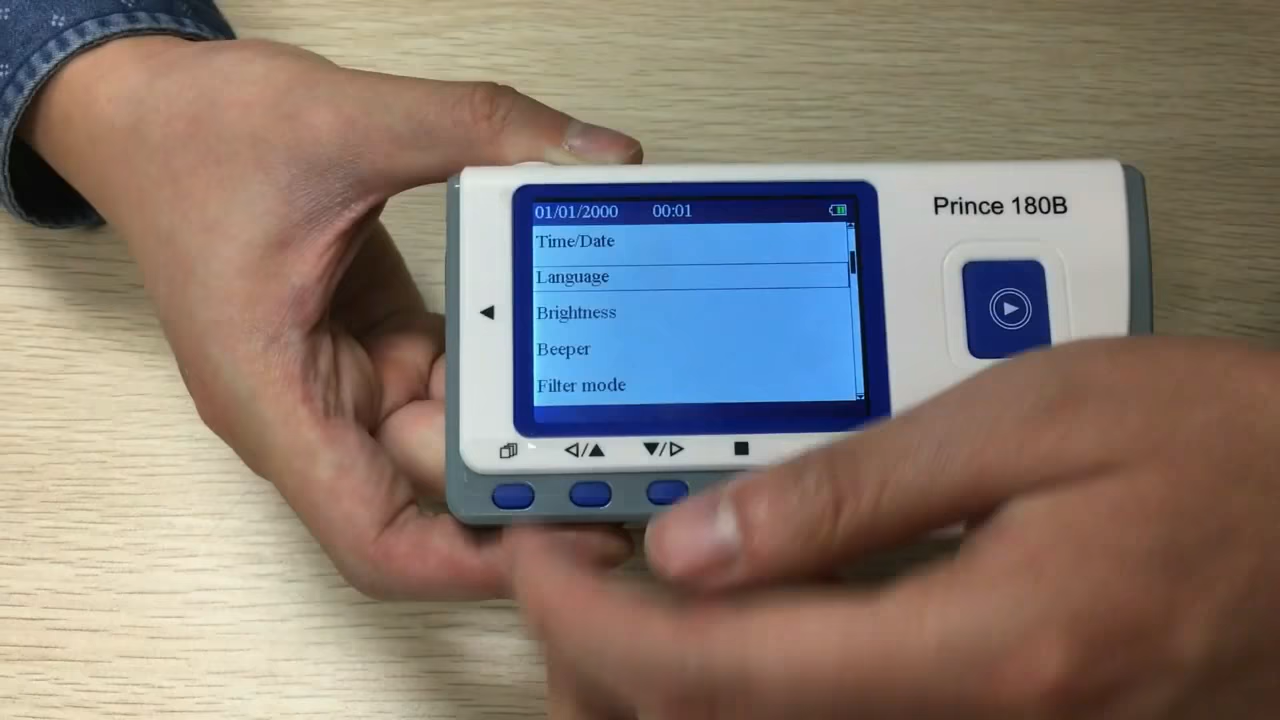 Prince 180B
01/01/2000 00:01
Time/Date
Language
Brightness
Beeper
Filter mode